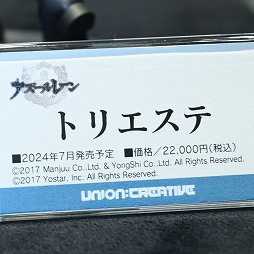 アズールレーン
トリエステ
■2024年7月発売予定 ■価格／22,000円(税込)
©2017 Manjuu Co.,Ltd. & YongShi Co.,Ltd. All Rights Reserved.
©2017 Yostar, Inc. All Rights Reserved.
UNION:CREATIVE